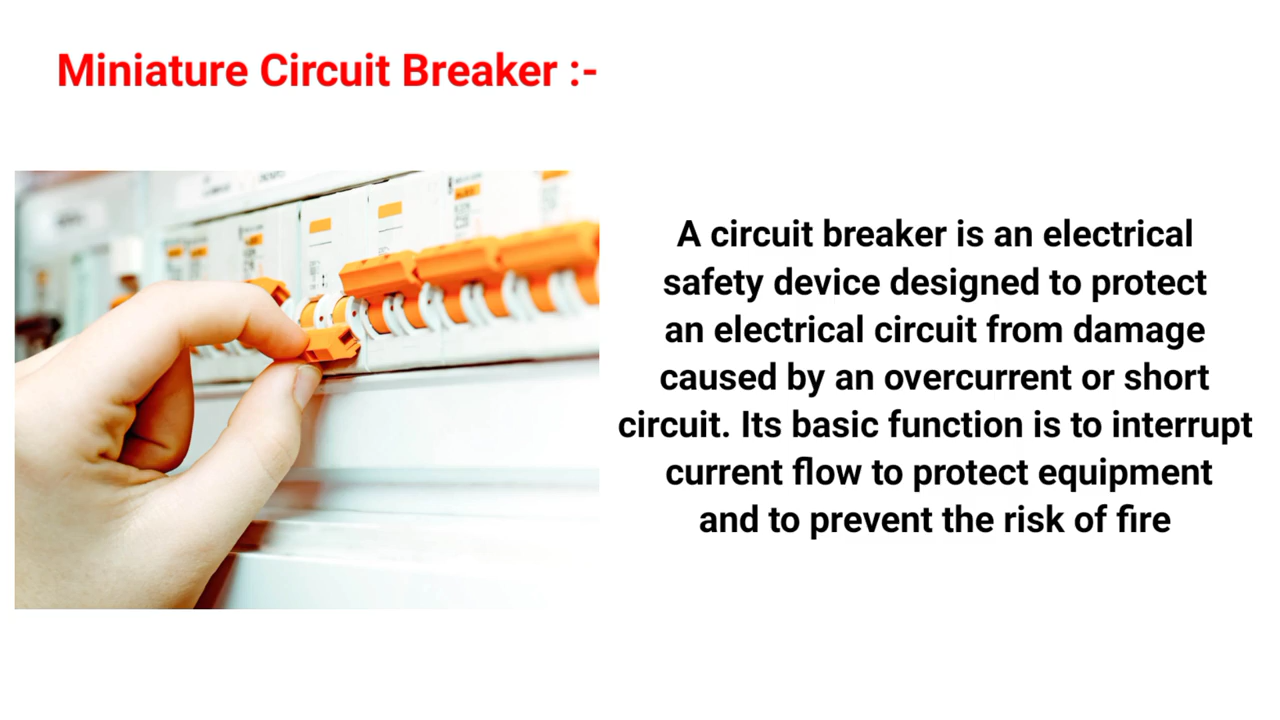 Miniature Circuit Breaker :-
A circuit breaker is an electrical
safety device designed to protect
an electrical circuit from damage
caused by an overcurrent or short
circuit. Its basic function is to interrupt
current flow to protect equipment
and to prevent the risk of fire